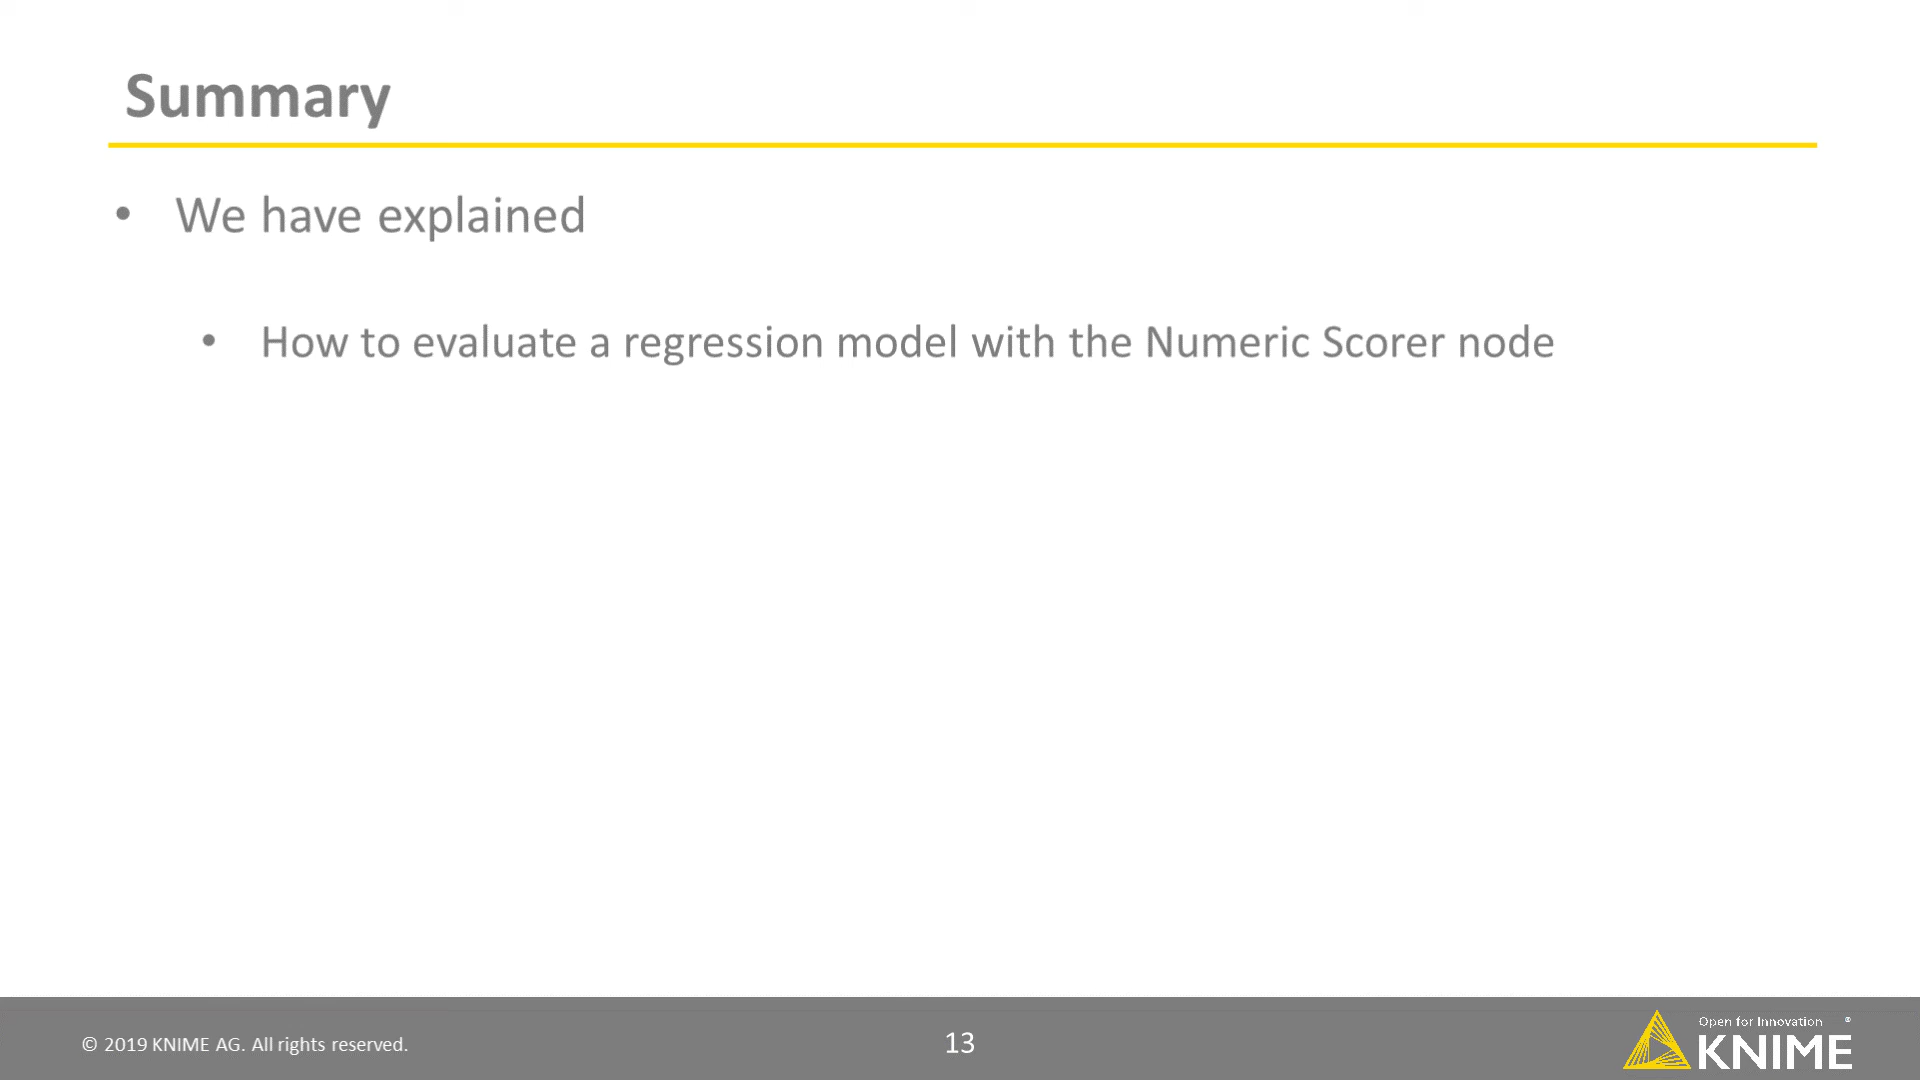 Summary
• We have explained
• How to evaluate a regression model with the Numeric Scorer node
© 2019 KNIME AG. All rights reserved.
13
Open for Innovation ®
KNIME